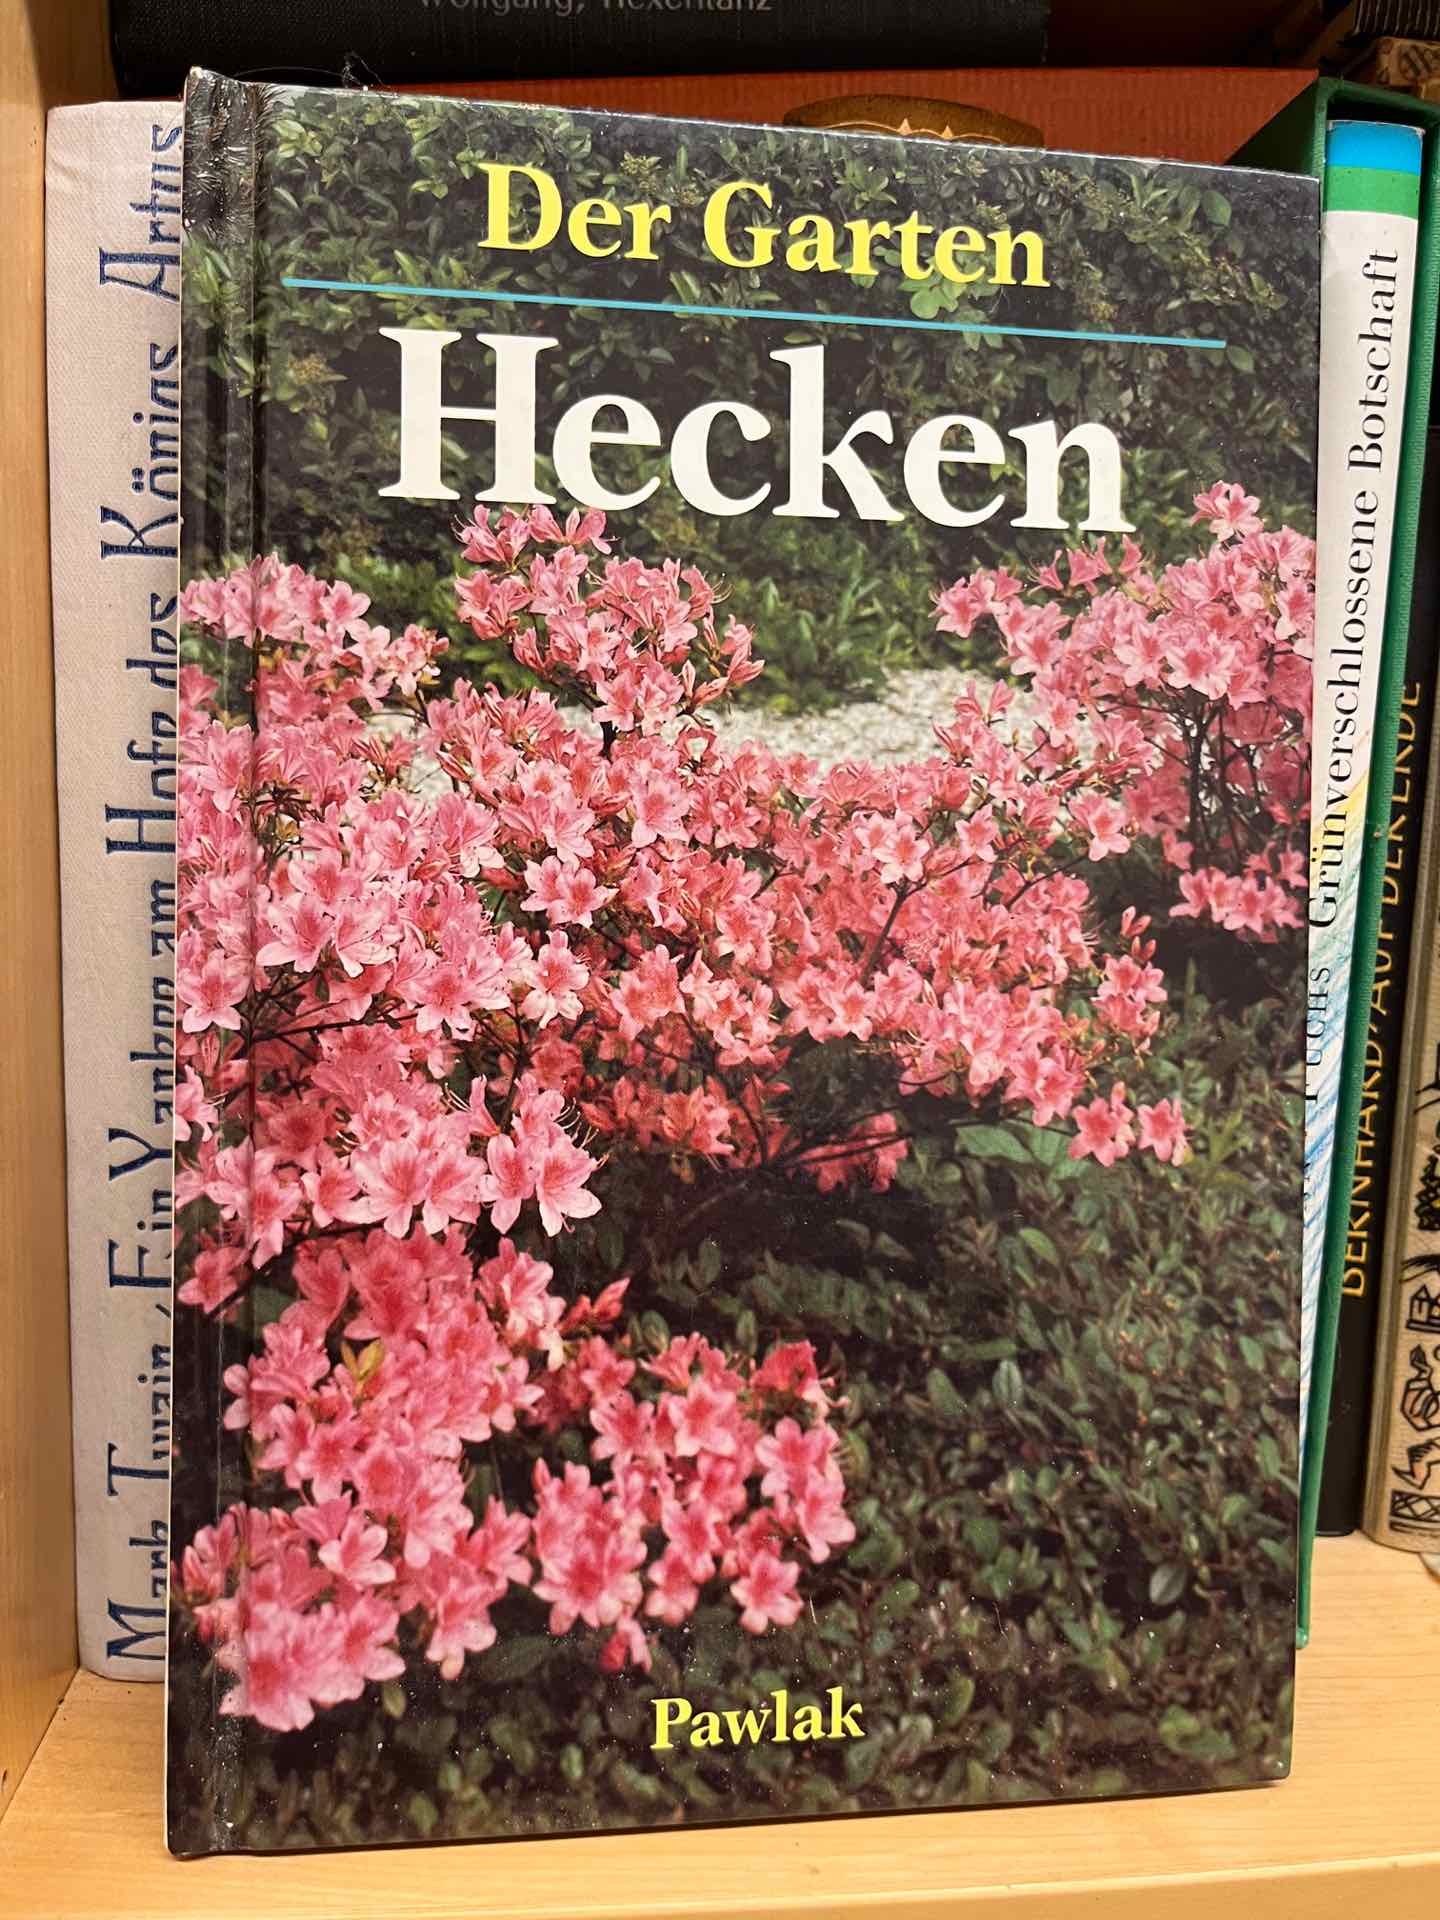 Wolfgang, Hexentanz
Der Garten
Hecken
Pawlak
Mark Twain, Ein Yankee am Hofe des Königs Artus
FUCHS Grünverschlossene Botschaft
BERNHARD/AUF DER ERDE